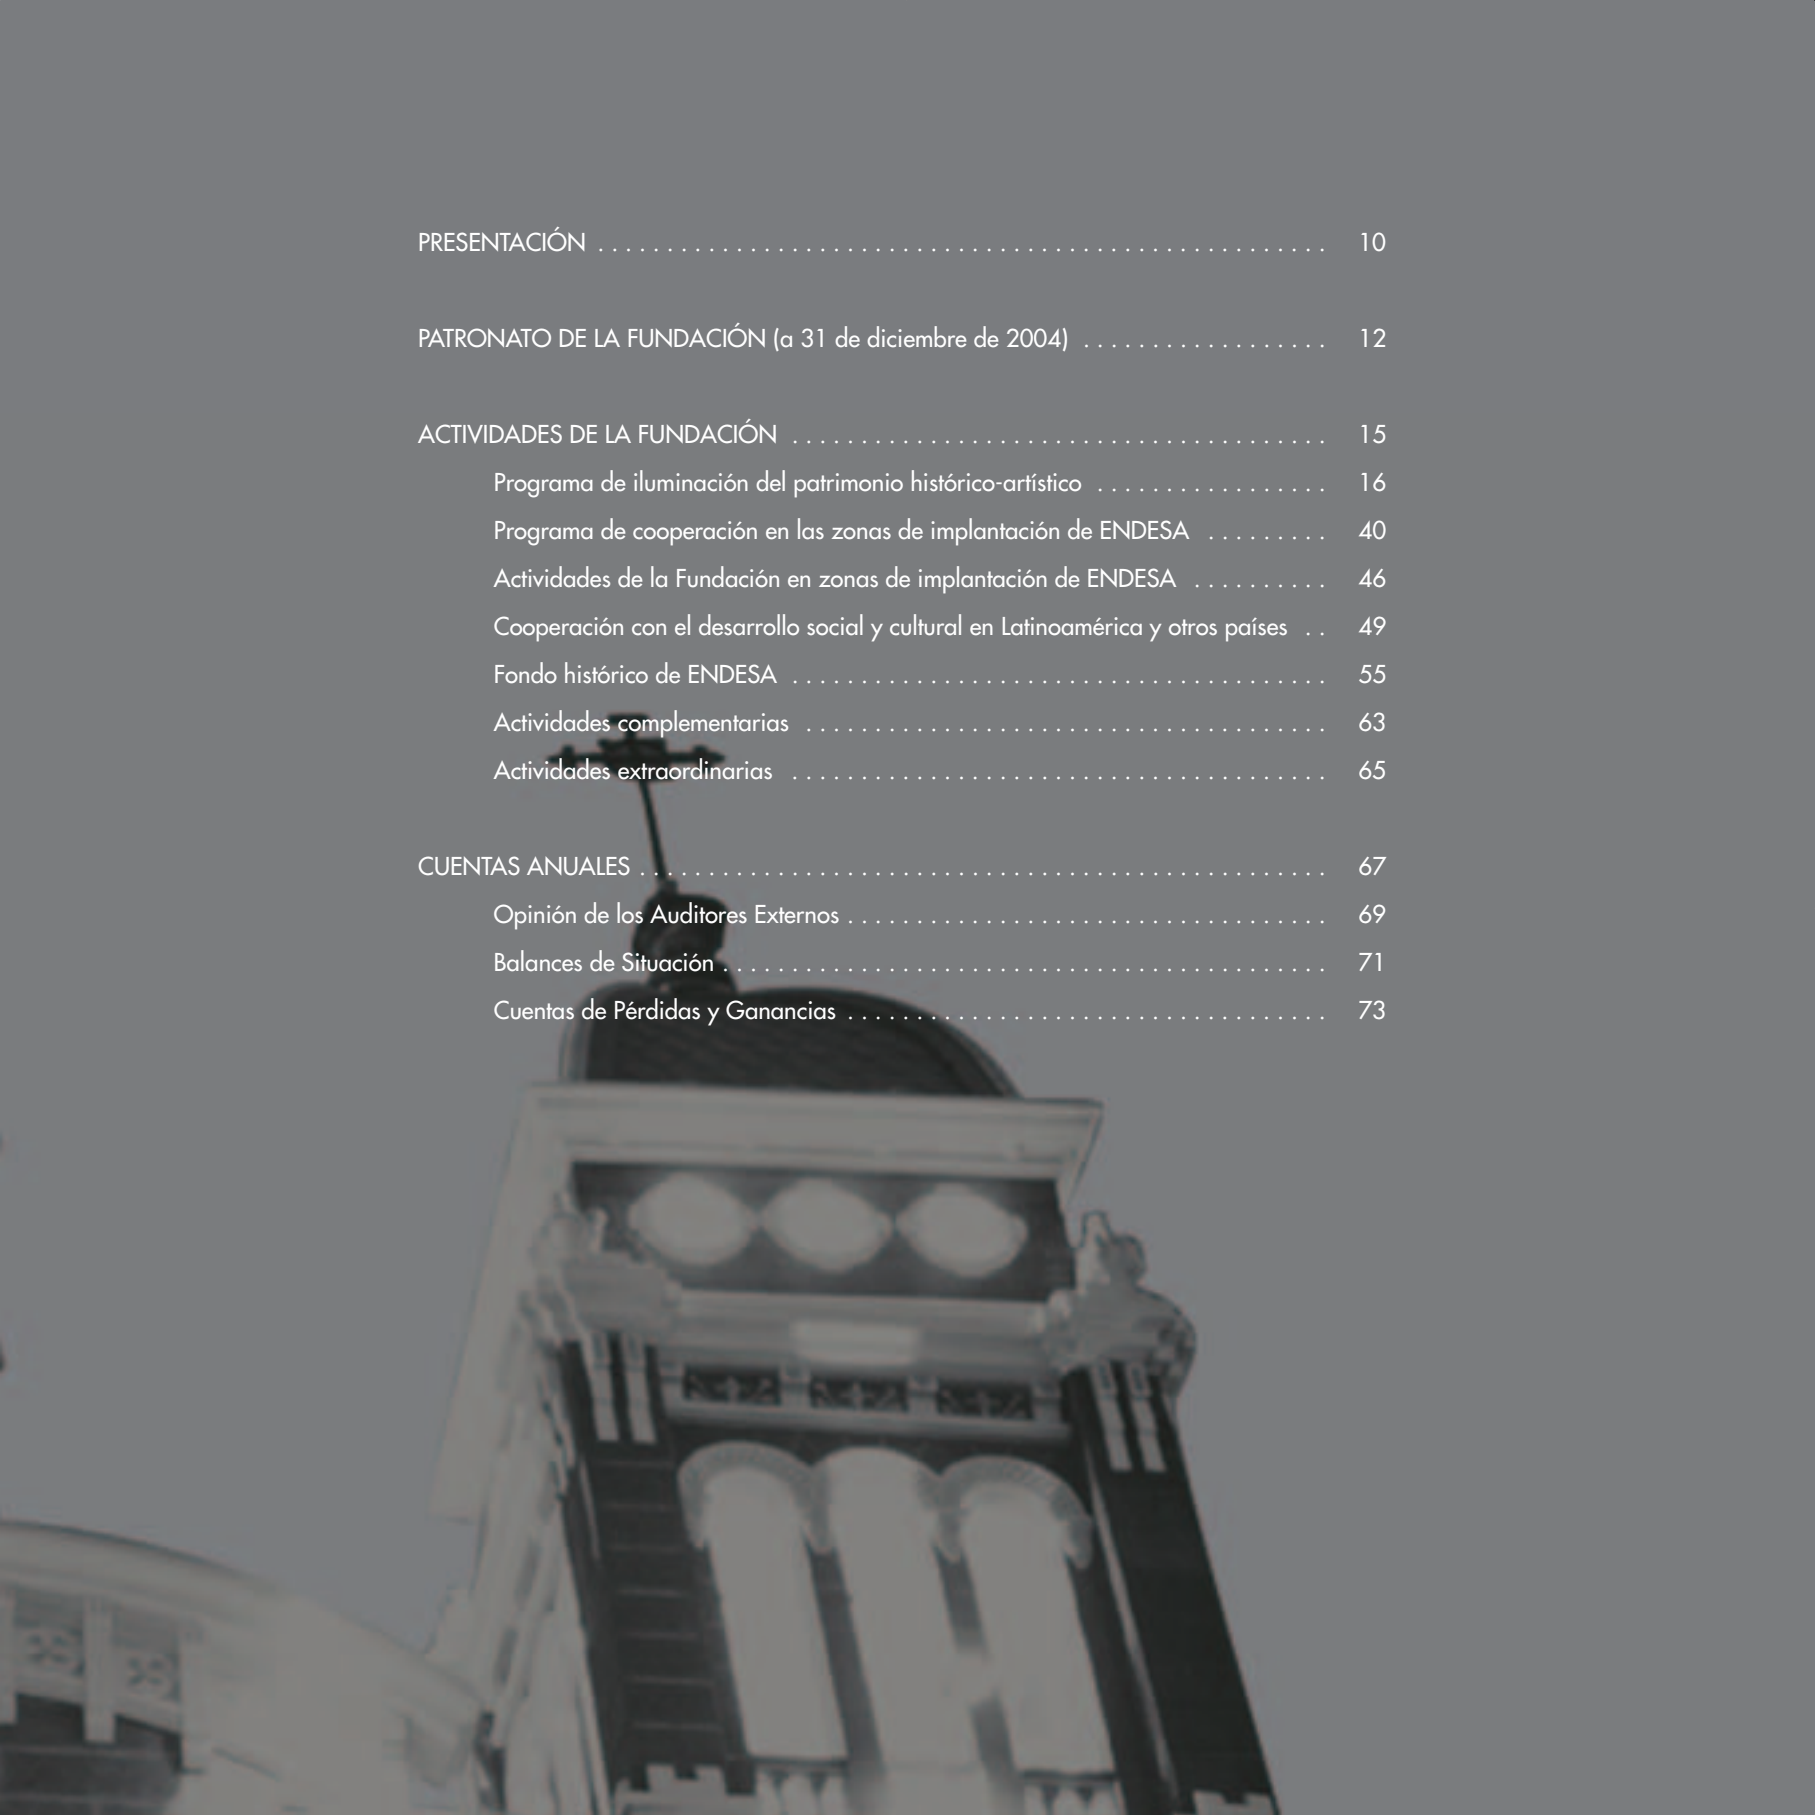 PRESENTACIÓN . . . . . . . . . . . . . . . . . . . . . . . . . . . . . . . . . . . . . . . . . . . . . . . . . . . . . 10
PATRONATO DE LA FUNDACIÓN (a 31 de diciembre de 2004) . . . . . . . . . . . . . . . . . . 12
ACTIVIDADES DE LA FUNDACIÓN . . . . . . . . . . . . . . . . . . . . . . . . . . . . . . . . . . . . . . . 15
Programa de iluminación del patrimonio histórico-artístico . . . . . . . . . . . . . . . . . 16
Programa de cooperación en las zonas de implantación de ENDESA . . . . . . . . . 40
Actividades de la Fundación en zonas de implantación de ENDESA . . . . . . . . . . 46
Cooperación con el desarrollo social y cultural en Latinoamérica y otros países . . 49
Fondo histórico de ENDESA . . . . . . . . . . . . . . . . . . . . . . . . . . . . . . . . . . . . . . . 55
Actividades complementarias . . . . . . . . . . . . . . . . . . . . . . . . . . . . . . . . . . . . . . 63
Actividades extraordinarias . . . . . . . . . . . . . . . . . . . . . . . . . . . . . . . . . . . . . . . 65
CUENTAS ANUALES . . . . . . . . . . . . . . . . . . . . . . . . . . . . . . . . . . . . . . . . . . . . . . . . . . 67
Opinión de los Auditores Externos . . . . . . . . . . . . . . . . . . . . . . . . . . . . . . . . . . . 69
Balances de Situación . . . . . . . . . . . . . . . . . . . . . . . . . . . . . . . . . . . . . . . . . . . . 71
Cuentas de Pérdidas y Ganancias . . . . . . . . . . . . . . . . . . . . . . . . . . . . . . . . . . . 73